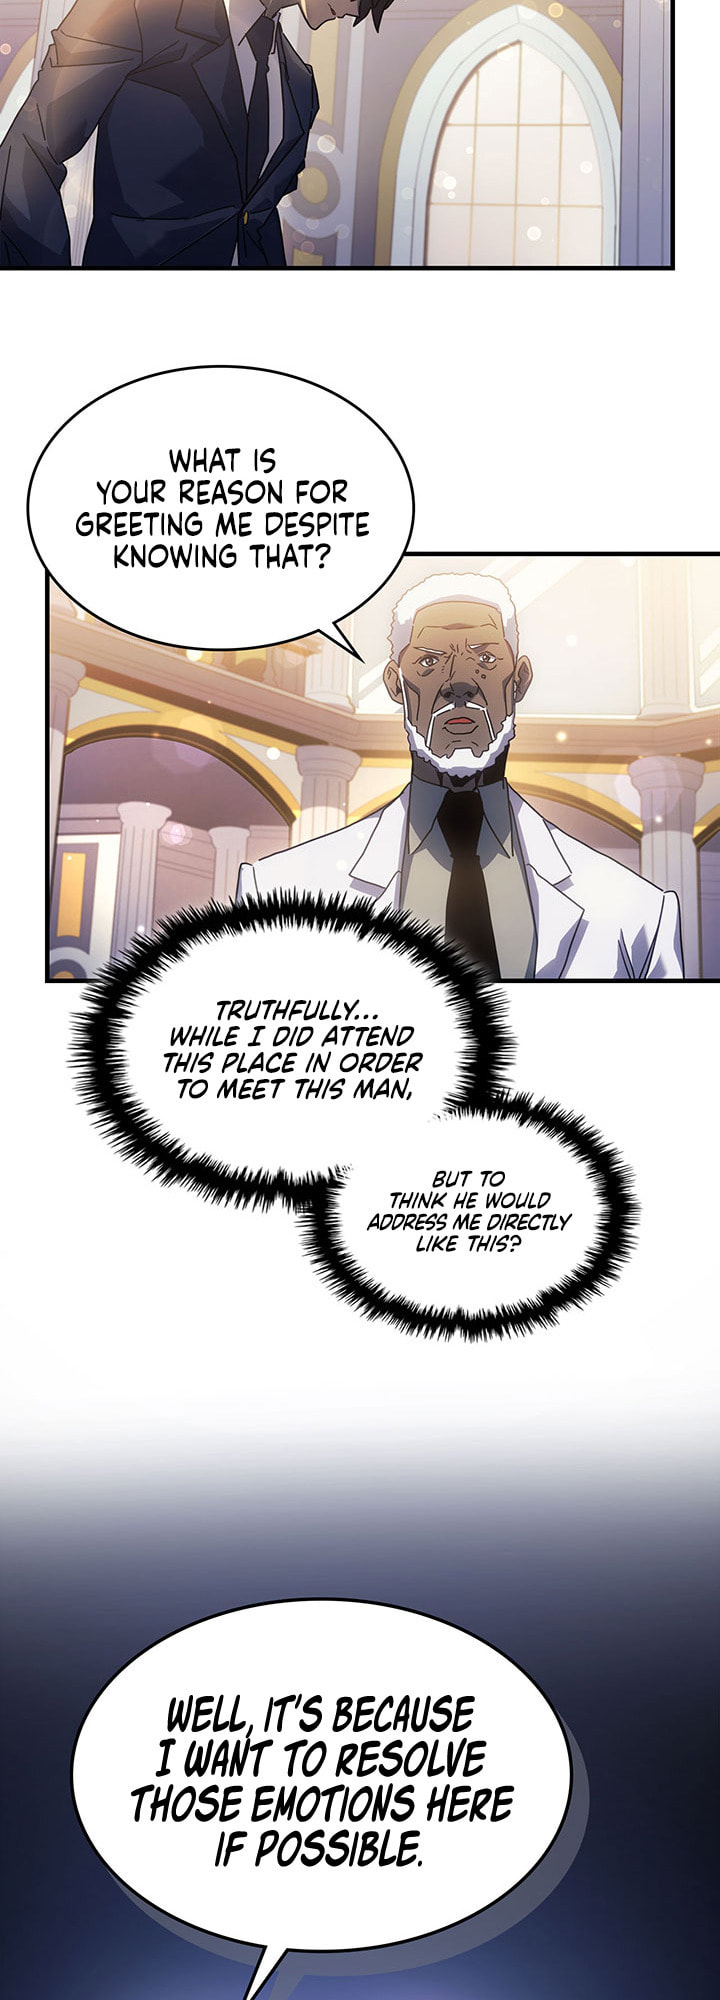 WHAT IS
YOUR REASON FOR
GREETING ME DESPITE
KNOWING THAT?
TRUTHFULLY...
WHILE I DID ATTEND
THIS PLACE IN ORDER
TO MEET THIS MAN,
BUT TO
THINK HE WOULD
ADDRESS ME DIRECTLY
LIKE THIS?
WELL, IT'S BECAUSE
I WANT TO RESOLVE
THOSE EMOTIONS HERE
IF POSSIBLE.